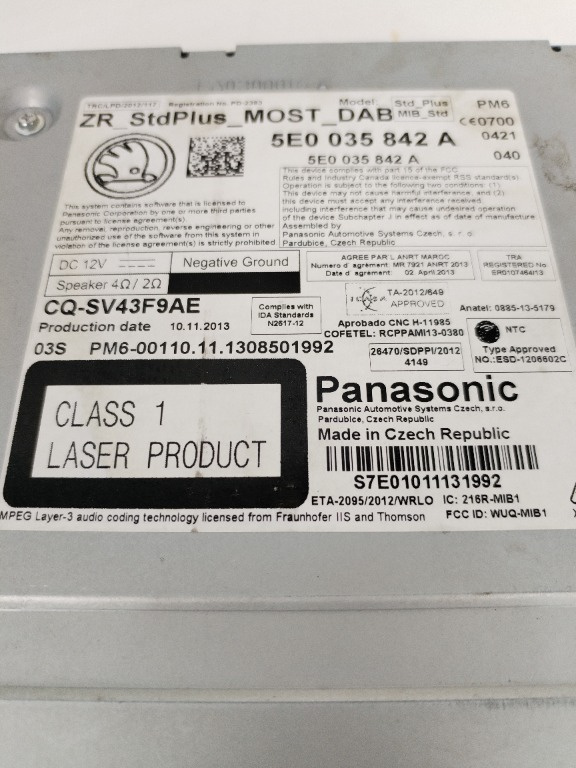 TRC/LPD/2012/117 Registration No. PD-2383 Model Std_Plus PM6
ZR_StdPlus_MOST_DAB MIB_Std CE0700
5E0 035 842 A 0421
5E0 035 842 A 040
This device complies with part 15 of the FCC
Rules and Industry Canada licence-exempt RSS standard(s).
Operation is subject to the following two conditions: (1)
This device may not cause harmful interference, and (2)
this device must accept any interference received, including
interference that may cause undesired operation
of the device Subchapter J in effect as of date of manufacture
Assembled by
Panasonic Automotive Systems Czech, s. r. o.
Pardubice, Czech Republic
This system contains software that is licensed to
Panasonic Corporation by one or more third parties
pursuant to license agreement(s).
Any removal, reproduction, reverse engineering or other
unauthorized use of the software from this system in
violation of the license agreement(s) is strictly prohibited
DC 12V Negative Ground
Speaker 4Ω / 2Ω
AGREE PAR L'ANRT MAROC
Numero d'agrément: MR 7921 ANRT 2013
Date d'agrément: 02. April.2013
TRA
REGISTERED No
TA-2012/649
APPROVED
Anatel: 0885-13-5179
CQ-SV43F9AE
Complies with
IDA Standards
N2617-12
Production date 10.11.2013
Aprobado CNC H-11985
COFETEL: RCPPAMI13-0380
NTC
Type Approved
NO.:ESD-1206602C
03S PM6-00110.11.1308501992
26470/SDPPI/2012
4149
CLASS 1
LASER PRODUCT
Panasonic
Panasonic Automotive Systems Czech, s.r.o.
Pardubice, Czech Republic
Made in Czech Republic
S7E01011131992
ETA-2095/2012/WRLO IC: 216R-MIB1
MPEG Layer-3 audio coding technology licensed from Fraunhofer IIS and Thomson FCC ID: WUQ-MIB1